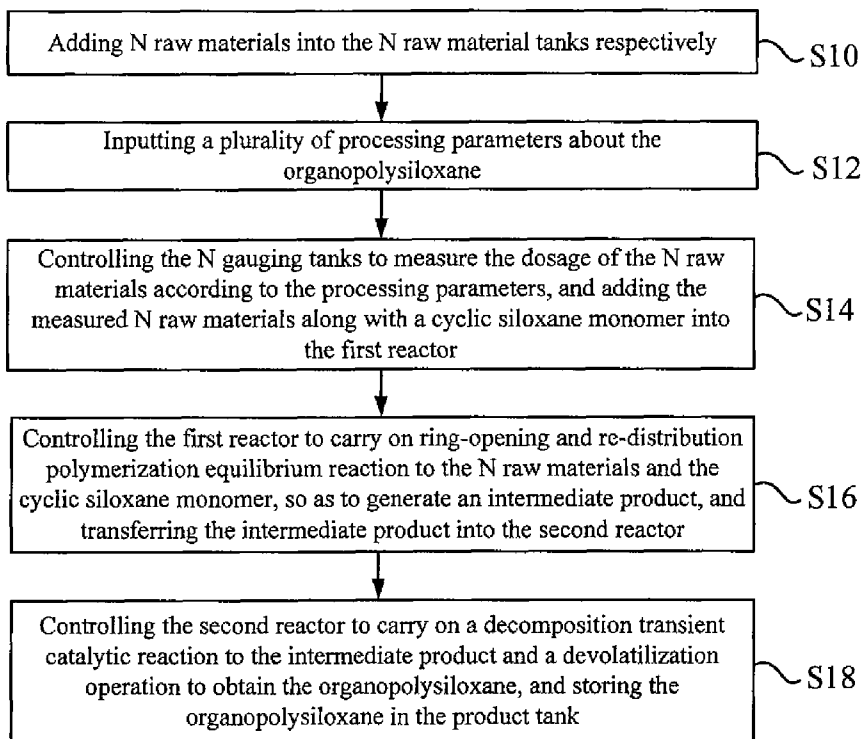 Adding N raw materials into the N raw material tanks respectively
S10
Inputting a plurality of processing parameters about the
organopolysiloxane
S12
Controlling the N gauging tanks to measure the dosage of the N raw
materials according to the processing parameters, and adding the
measured N raw materials along with a cyclic siloxane monomer into
the first reactor
S14
Controlling the first reactor to carry on ring-opening and re-distribution
polymerization equilibrium reaction to the N raw materials and the
cyclic siloxane monomer, so as to generate an intermediate product, and
transferring the intermediate product into the second reactor
S16
Controlling the second reactor to carry on a decomposition transient
catalytic reaction to the intermediate product and a devolatilization
operation to obtain the organopolysiloxane, and storing the
organopolysiloxane in the product tank
S18